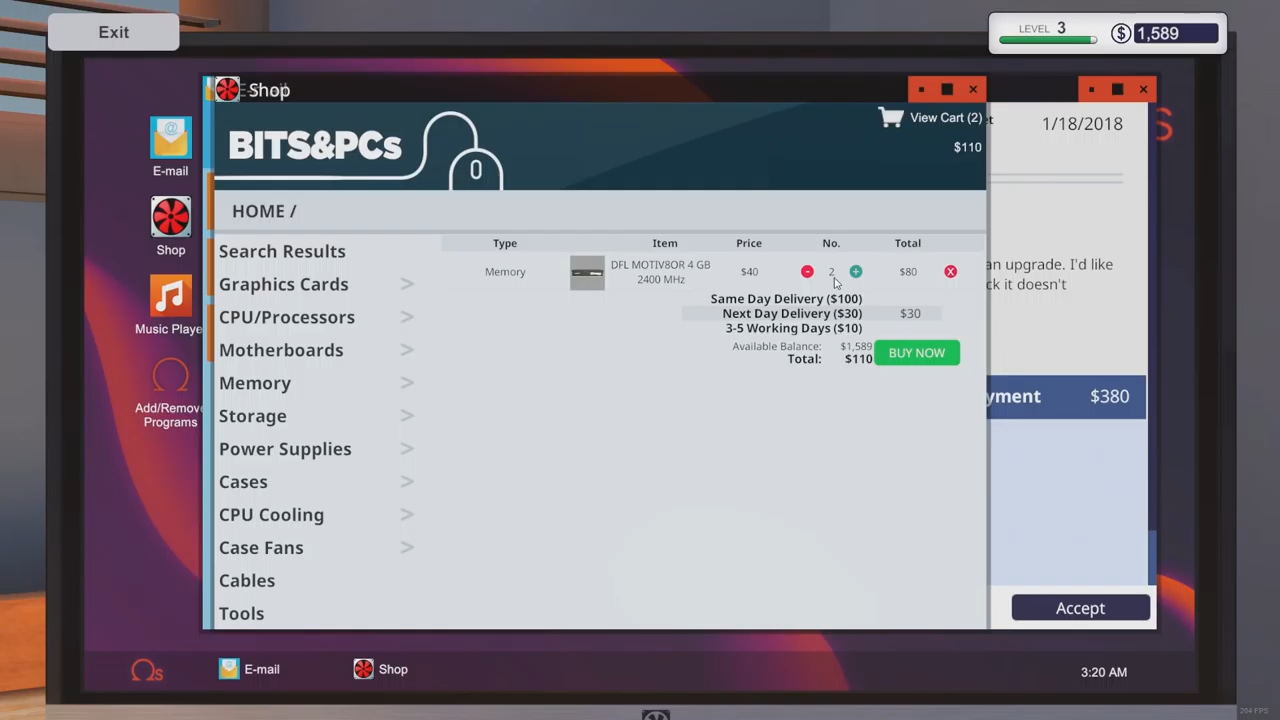 Exit
LEVEL 3
$ 1,589
Shop
BITS&PCs
View Cart (2)
$110
1/18/2018
HOME /
E-mail
Shop
Music Playe
Add/Remove
Programs
Search Results
Graphics Cards >
CPU/Processors >
Motherboards >
Memory >
Storage >
Power Supplies >
Cases >
CPU Cooling >
Case Fans >
Cables
Tools
Type Item Price No. Total
Memory DFL MOTIV8OR 4 GB
2400 MHz $40 - 2 + $80 X
Same Day Delivery ($100)
Next Day Delivery ($30) $30
3-5 Working Days ($10)
Available Balance: $1,589
Total: $110 BUY NOW
an upgrade. I'd like
ck it doesn't
yment $380
Accept
E-mail
Shop
3:20 AM
204 FPS